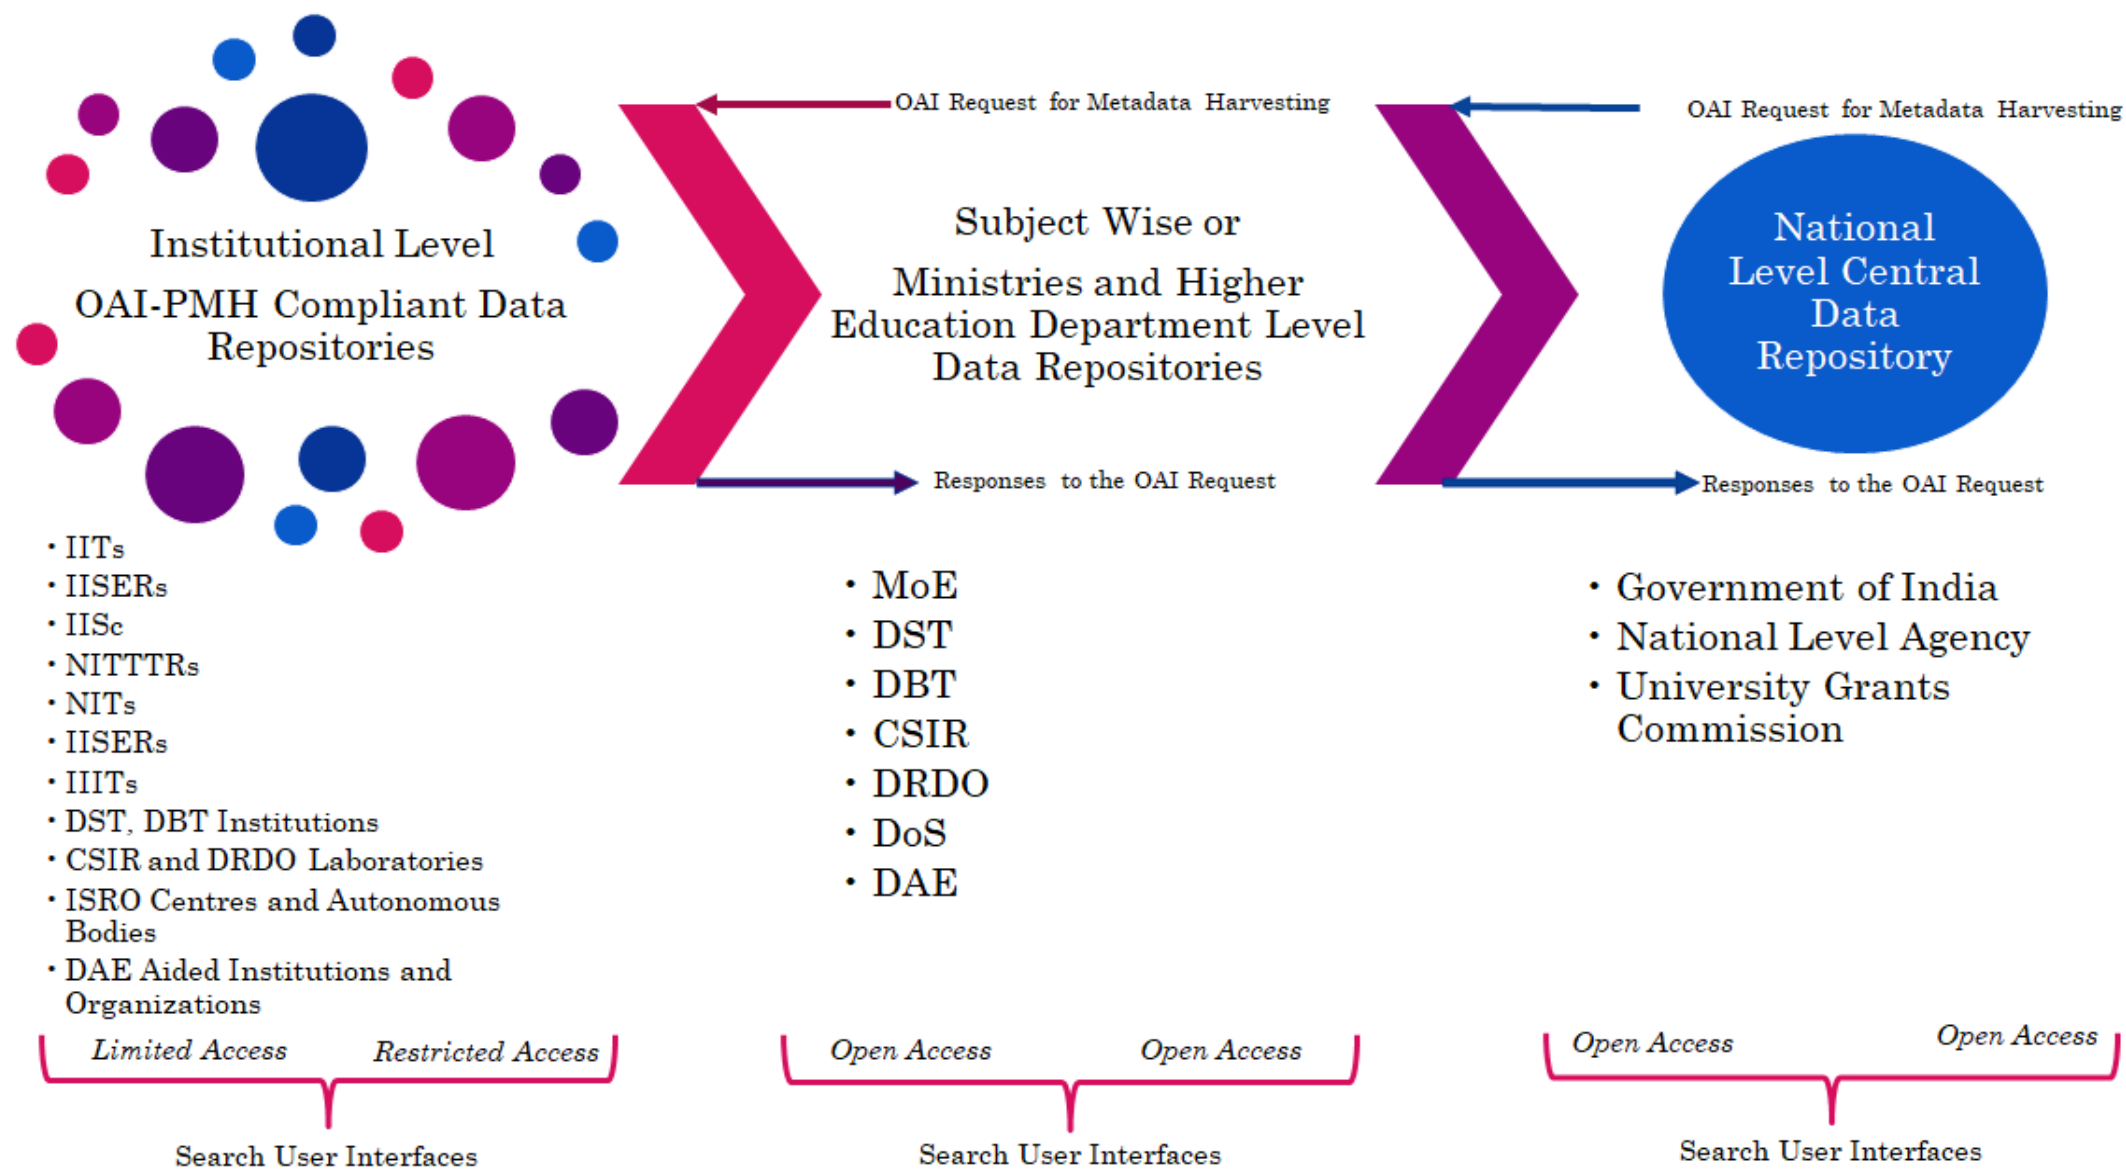 OAI Request for Metadata Harvesting
OAI Request for Metadata Harvesting
Institutional Level
OAI-PMH Compliant Data
Repositories
Subject Wise or
Ministries and Higher
Education Department Level
Data Repositories
National
Level Central
Data
Repository
Responses to the OAI Request
Responses to the OAI Request
· IITs
· IISERs
· IISc
· NITTTRs
· NITs
· IISERs
· IIITs
· DST, DBT Institutions
· CSIR and DRDO Laboratories
· ISRO Centres and Autonomous
Bodies
· DAE Aided Institutions and
Organizations
· MoE
· DST
· DBT
· CSIR
· DRDO
· DoS
· DAE
· Government of India
· National Level Agency
· University Grants
Commission
Limited Access Restricted Access
Open Access Open Access
Open Access Open Access
Search User Interfaces
Search User Interfaces
Search User Interfaces